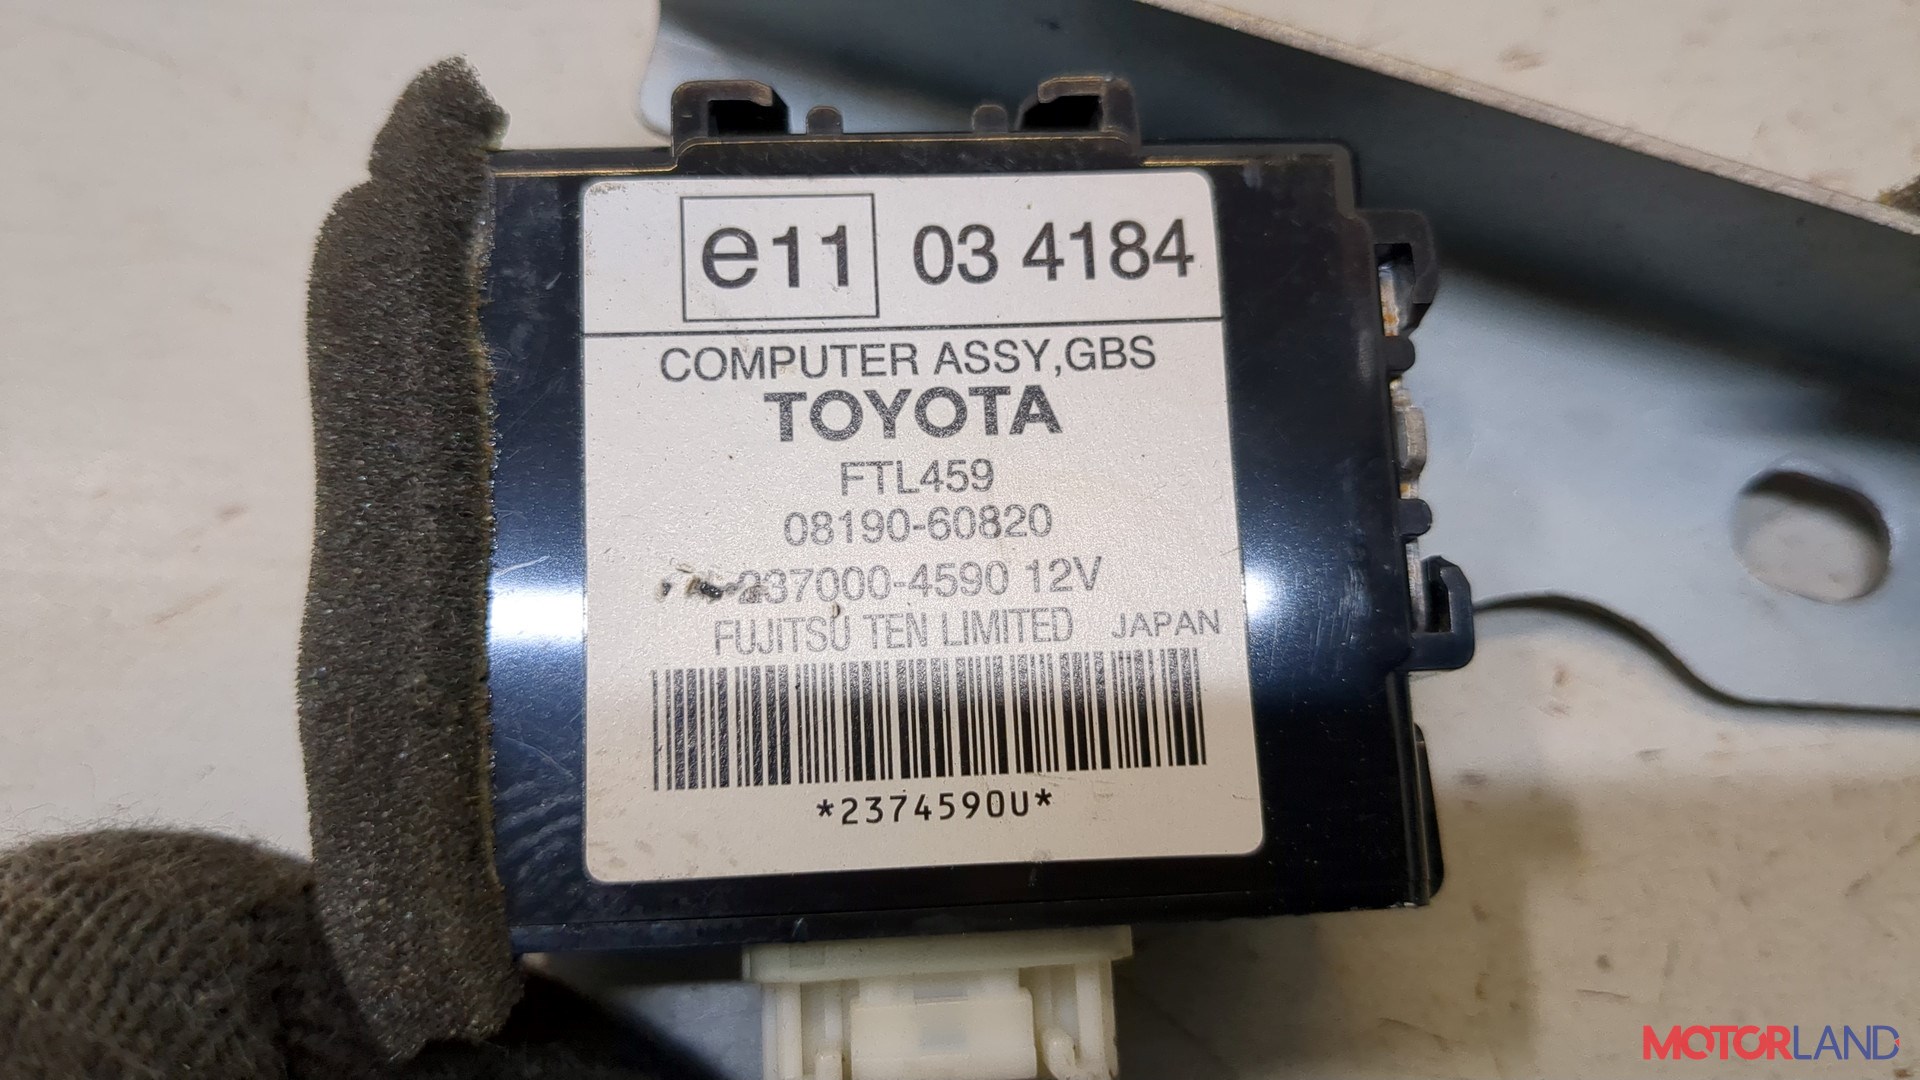 e11 03 4184
COMPUTER ASSY,GBS
TOYOTA
FTL459
08190-60820
237000-4590 12V
FUJITSU TEN LIMITED JAPAN
*2374590U*
MOTORLAND